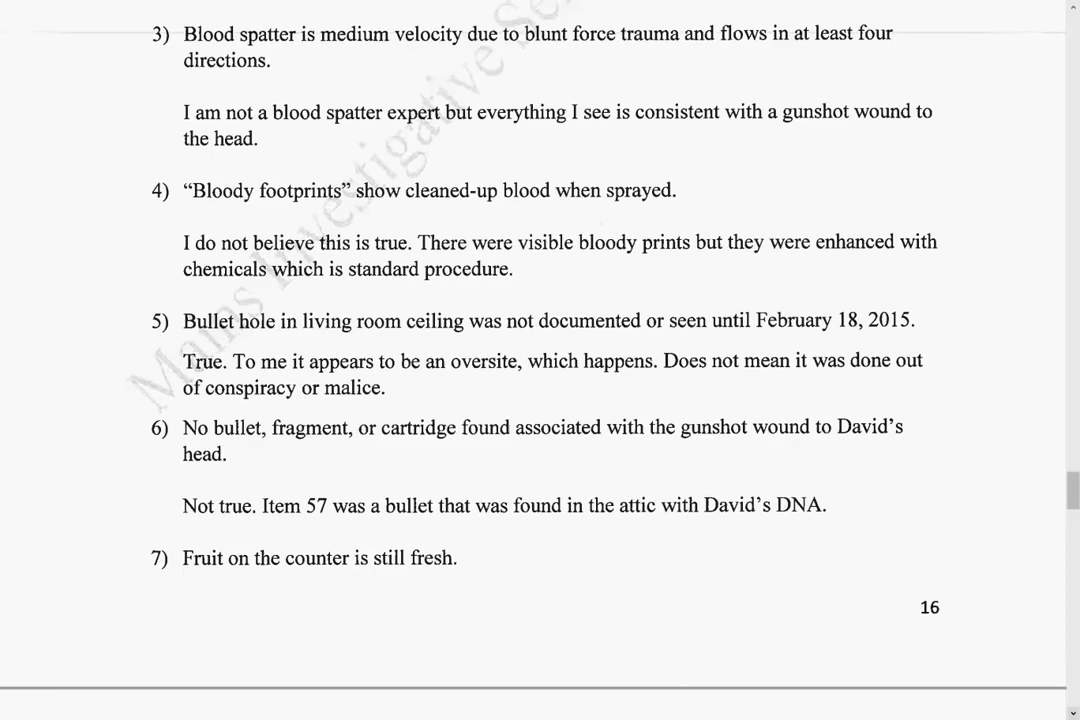 3) Blood spatter is medium velocity due to blunt force trauma and flows in at least four
directions.
I am not a blood spatter expert but everything I see is consistent with a gunshot wound to
the head.
4) “Bloody footprints” show cleaned-up blood when sprayed.
I do not believe this is true. There were visible bloody prints but they were enhanced with
chemicals which is standard procedure.
5) Bullet hole in living room ceiling was not documented or seen until February 18, 2015.
True. To me it appears to be an oversite, which happens. Does not mean it was done out
of conspiracy or malice.
6) No bullet, fragment, or cartridge found associated with the gunshot wound to David’s
head.
Not true. Item 57 was a bullet that was found in the attic with David’s DNA.
7) Fruit on the counter is still fresh.
16
Investigative